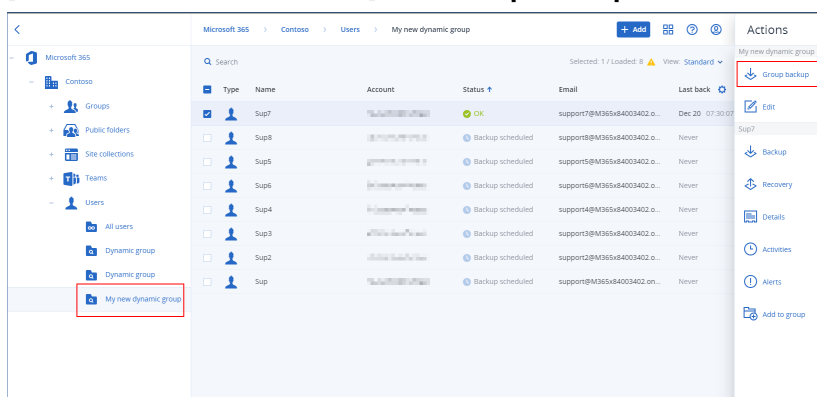 Microsoft 365 > Contoso > Users > My new dynamic group
+ Add
Actions
Microsoft 365
Contoso
Groups
Public folders
Site collections
Teams
Users
All users
Dynamic group
Dynamic group
My new dynamic group
Search
Selected: 1 / Loaded: 8
View: Standard
Type Name Account Status ↑ Email Last back
Sup7 OK support7@M365x84003402.o... Dec 20 07:30:07
Sup8 Backup scheduled support8@M365x84003402.o... Never
Sup5 Backup scheduled support5@M365x84003402.o... Never
Sup6 Backup scheduled support6@M365x84003402.o... Never
Sup4 Backup scheduled support4@M365x84003402.o... Never
Sup3 Backup scheduled support3@M365x84003402.o... Never
Sup2 Backup scheduled support2@M365x84003402.o... Never
Sup Backup scheduled support@M365x84003402.on... Never
My new dynamic group
Group backup
Edit
Sup7
Backup
Recovery
Details
Activities
Alerts
Add to group